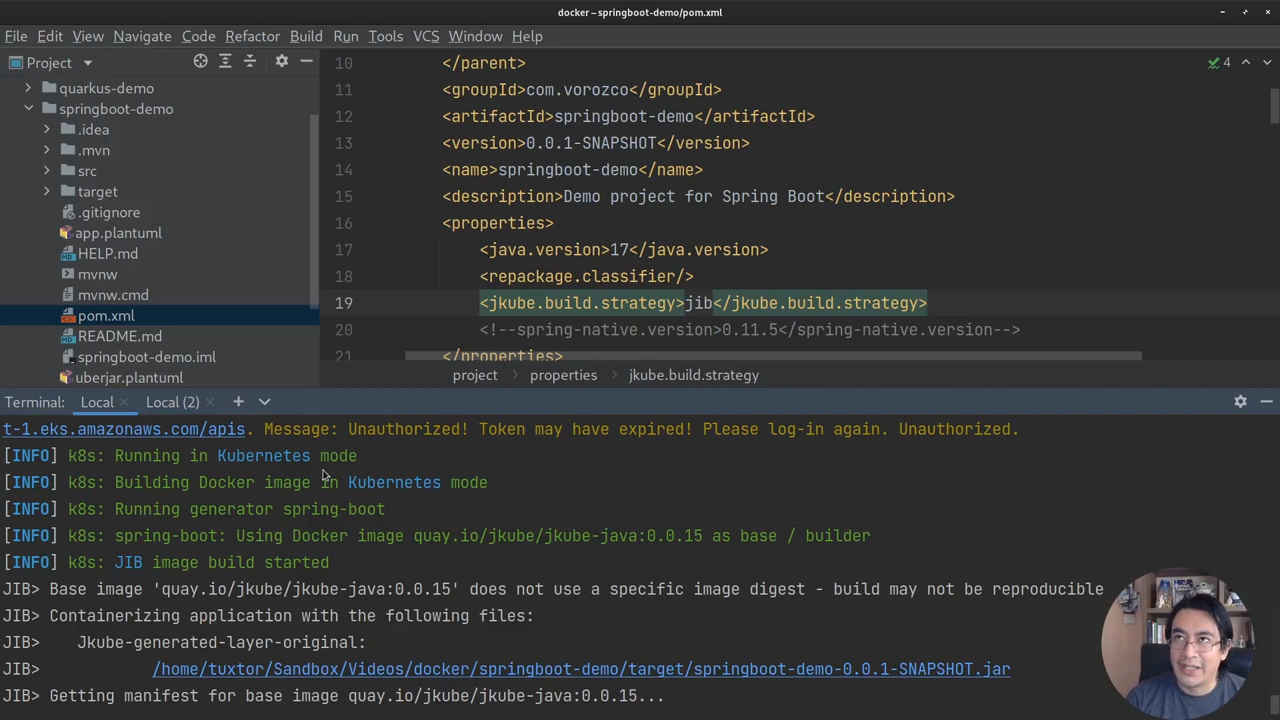 docker – springboot-demo/pom.xml
File Edit View Navigate Code Refactor Build Run Tools VCS Window Help
Project
quarkus-demo
springboot-demo
.idea
.mvn
src
target
.gitignore
app.plantuml
HELP.md
mvnw
mvnw.cmd
pom.xml
README.md
springboot-demo.iml
uberjar.plantuml
10 </parent>
11 <groupId>com.vorozco</groupId>
12 <artifactId>springboot-demo</artifactId>
13 <version>0.0.1-SNAPSHOT</version>
14 <name>springboot-demo</name>
15 <description>Demo project for Spring Boot</description>
16 <properties>
17 <java.version>17</java.version>
18 <repackage.classifier/>
19 <jkube.build.strategy>jib</jkube.build.strategy>
20 <!--spring-native.version>0.11.5</spring-native.version-->
21 </properties>
4
project > properties > jkube.build.strategy
Terminal: Local × Local (2) × +
t-1.eks.amazonaws.com/apis. Message: Unauthorized! Token may have expired! Please log-in again. Unauthorized.
[INFO] k8s: Running in Kubernetes mode
[INFO] k8s: Building Docker image in Kubernetes mode
[INFO] k8s: Running generator spring-boot
[INFO] k8s: spring-boot: Using Docker image quay.io/jkube/jkube-java:0.0.15 as base / builder
[INFO] k8s: JIB image build started
JIB> Base image 'quay.io/jkube/jkube-java:0.0.15' does not use a specific image digest - build may not be reproducible
JIB> Containerizing application with the following files:
JIB> Jkube-generated-layer-original:
JIB> /home/tuxtor/Sandbox/Videos/docker/springboot-demo/target/springboot-demo-0.0.1-SNAPSHOT.jar
JIB> Getting manifest for base image quay.io/jkube/jkube-java:0.0.15...